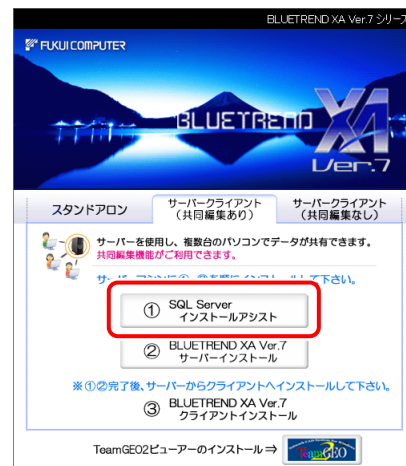 BLUETREND XA Ver.7 シリーズ
FUKUI COMPUTER
BLUETREND XA
Ver.7
スタンドアロン
サーバークライアント
（共同編集あり）
サーバークライアント
（共同編集なし）
サーバーを使用し、複数台のパソコンでデータが共有できます。
共同編集機能がご利用できます。
して下さい。
① SQL Server
インストールアシスト
② BLUETREND XA Ver.7
サーバーインストール
※①②完了後、サーバーからクライアントへインストールして下さい。
③ BLUETREND XA Ver.7
クライアントインストール
TeamGEO2ビューアーのインストール⇒
TeamGEO